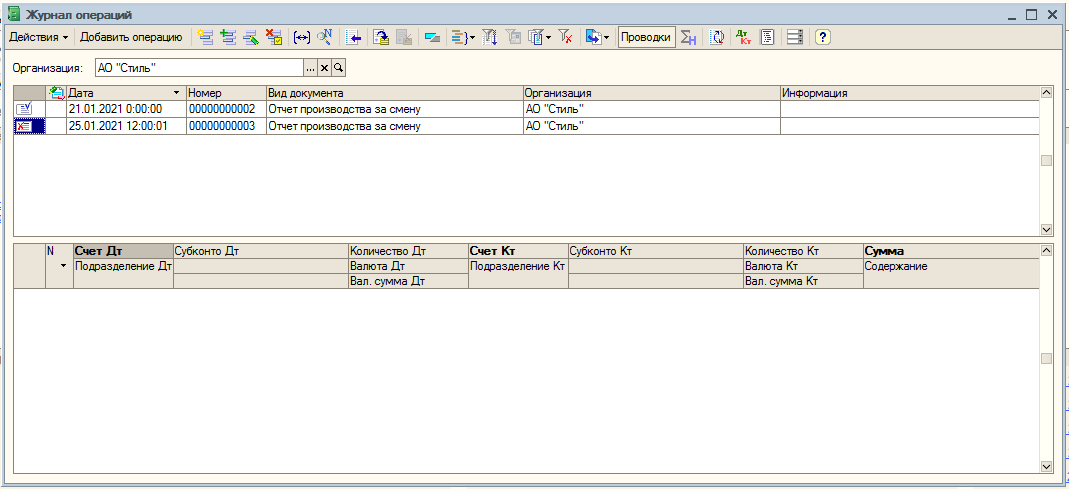 Журнал операций
Действия Добавить операцию Проводки
Организация: АО "Стиль"
Дата Номер Вид документа Организация Информация
21.01.2021 0:00:00 00000000002 Отчет производства за смену АО "Стиль"
25.01.2021 12:00:01 00000000003 Отчет производства за смену АО "Стиль"
N Счет Дт Субконто Дт Количество Дт Счет Кт Субконто Кт Количество Кт Сумма
Подразделение Дт Валюта Дт Подразделение Кт Валюта Кт Содержание
Вал. сумма Дт Вал. сумма Кт